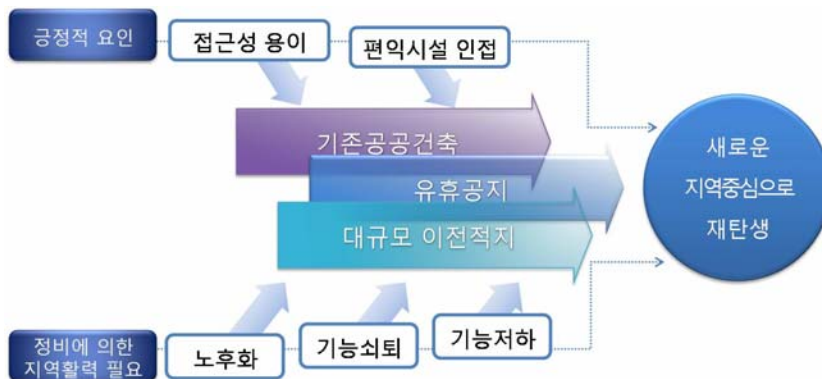 긍정적 요인
접근성 용이
편익시설 인접
기존공공건축
유휴공지
대규모 이전적지
새로운
지역중심으로
재탄생
정비에 의한
지역활력 필요
노후화
기능쇠퇴
기능저하